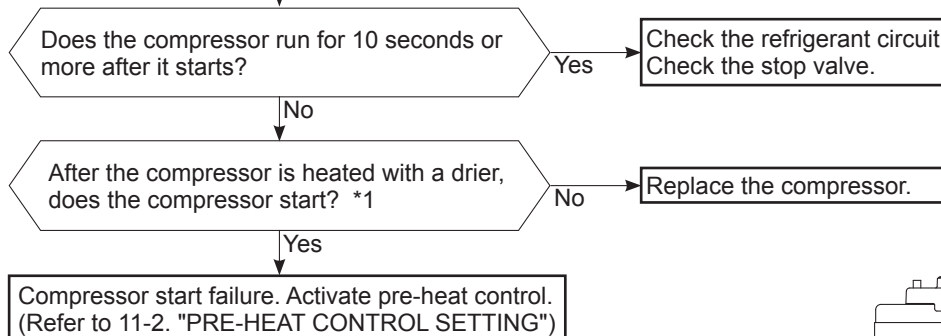 Does the compressor run for 10 seconds or
more after it starts?
Yes
Check the refrigerant circuit
Check the stop valve.
No
After the compressor is heated with a drier,
does the compressor start? *1
No
Replace the compressor.
Yes
Compressor start failure. Activate pre-heat control.
(Refer to 11-2. "PRE-HEAT CONTROL SETTING")